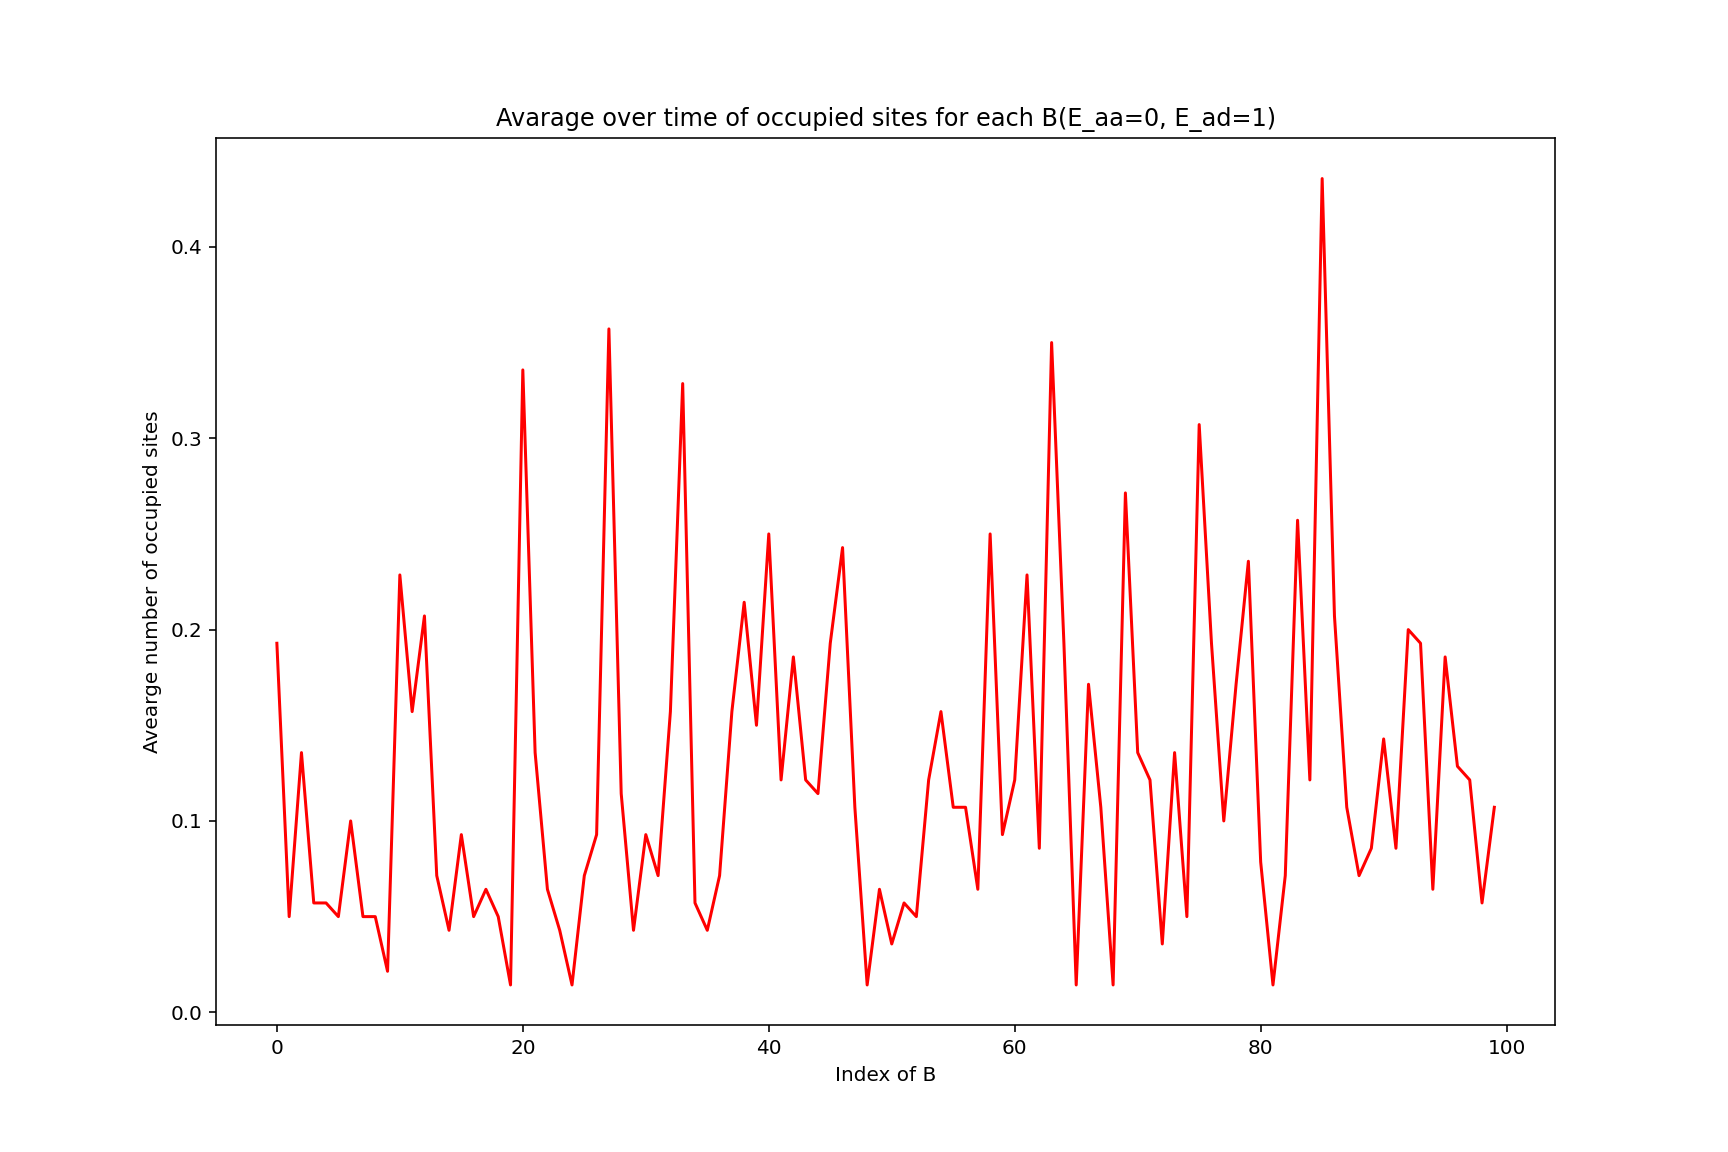 Avarage over time of occupied sites for each B(E_aa=0, E_ad=1)
Avearge number of occupied sites
0.4
0.3
0.2
0.1
0.0
0 20 40 60 80 100
Index of B